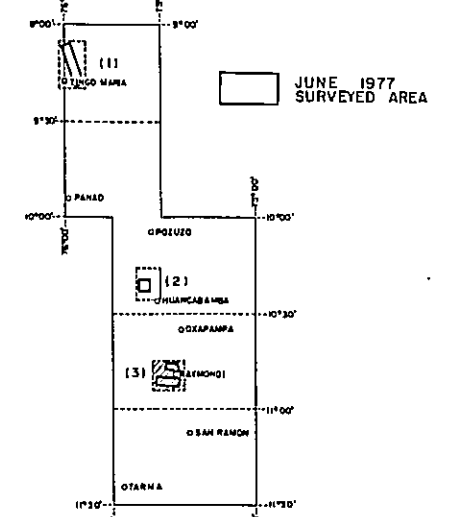 9°00'
(1)
TINGO MARIA
JUNE 1977
SURVEYED AREA
9°30'
PANAO
10°00'
10°00'
76°00'
POZUZO
(2)
HUANCABAMBA
10°30'
OXAPAMPA
(3)
RAYMONDI
11°00'
SAN RAMON
TARMA
11°30'
11°30'